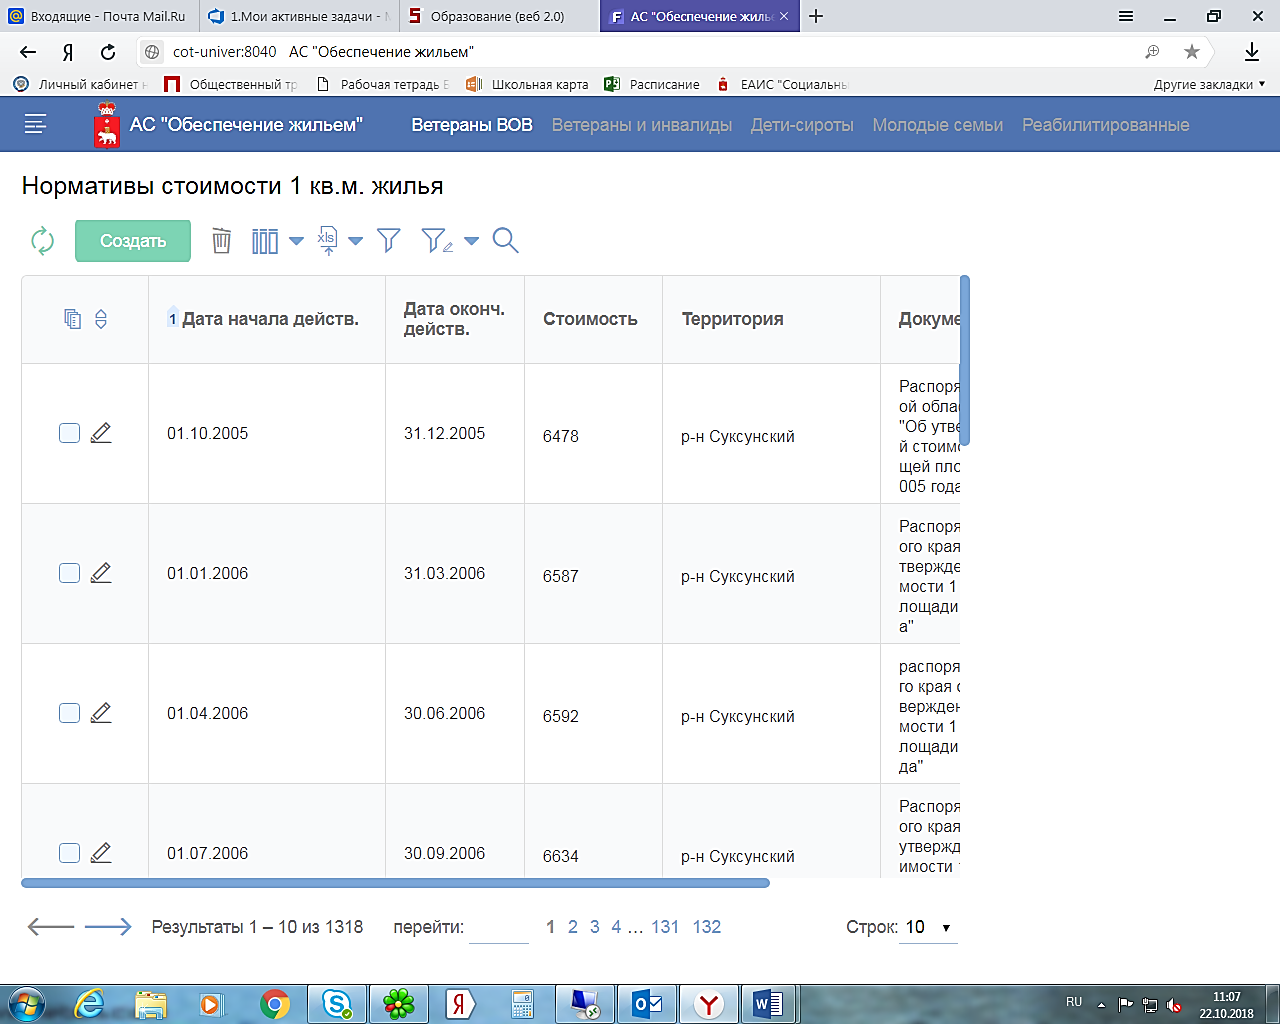 Входящие - Почта Mail.Ru
1.Мои активные задачи -
Образование (веб 2.0)
АС "Обеспечение жилье
cot-univer:8040 АС "Обеспечение жильем"
Личный кабинет
Общественный тр
Рабочая тетрадь
Школьная карта
Расписание
ЕАИС "Социальны
Другие закладки
АС "Обеспечение жильем"
Ветераны ВОВ
Ветераны и инвалиды
Дети-сироты
Молодые семьи
Реабилитированные
Нормативы стоимости 1 кв.м. жилья
Создать
xls
1 Дата начала действ.
Дата оконч.
действ.
Стоимость
Территория
Докуме
01.10.2005
31.12.2005
6478
р-н Суксунский
Распоря
ой обла
"Об утве
й стоимо
щей пло
005 года
01.01.2006
31.03.2006
6587
р-н Суксунский
Распоря
ого края
твержде
мости 1
лощади
а"
01.04.2006
30.06.2006
6592
р-н Суксунский
распоря
го края
вержден
мости 1
лощади
да"
01.07.2006
30.09.2006
6634
р-н Суксунский
Распоря
ого края
утвержд
имости
Результаты 1 – 10 из 1318
перейти:
1 2 3 4 ... 131 132
Строк: 10
RU
11:07
22.10.2018